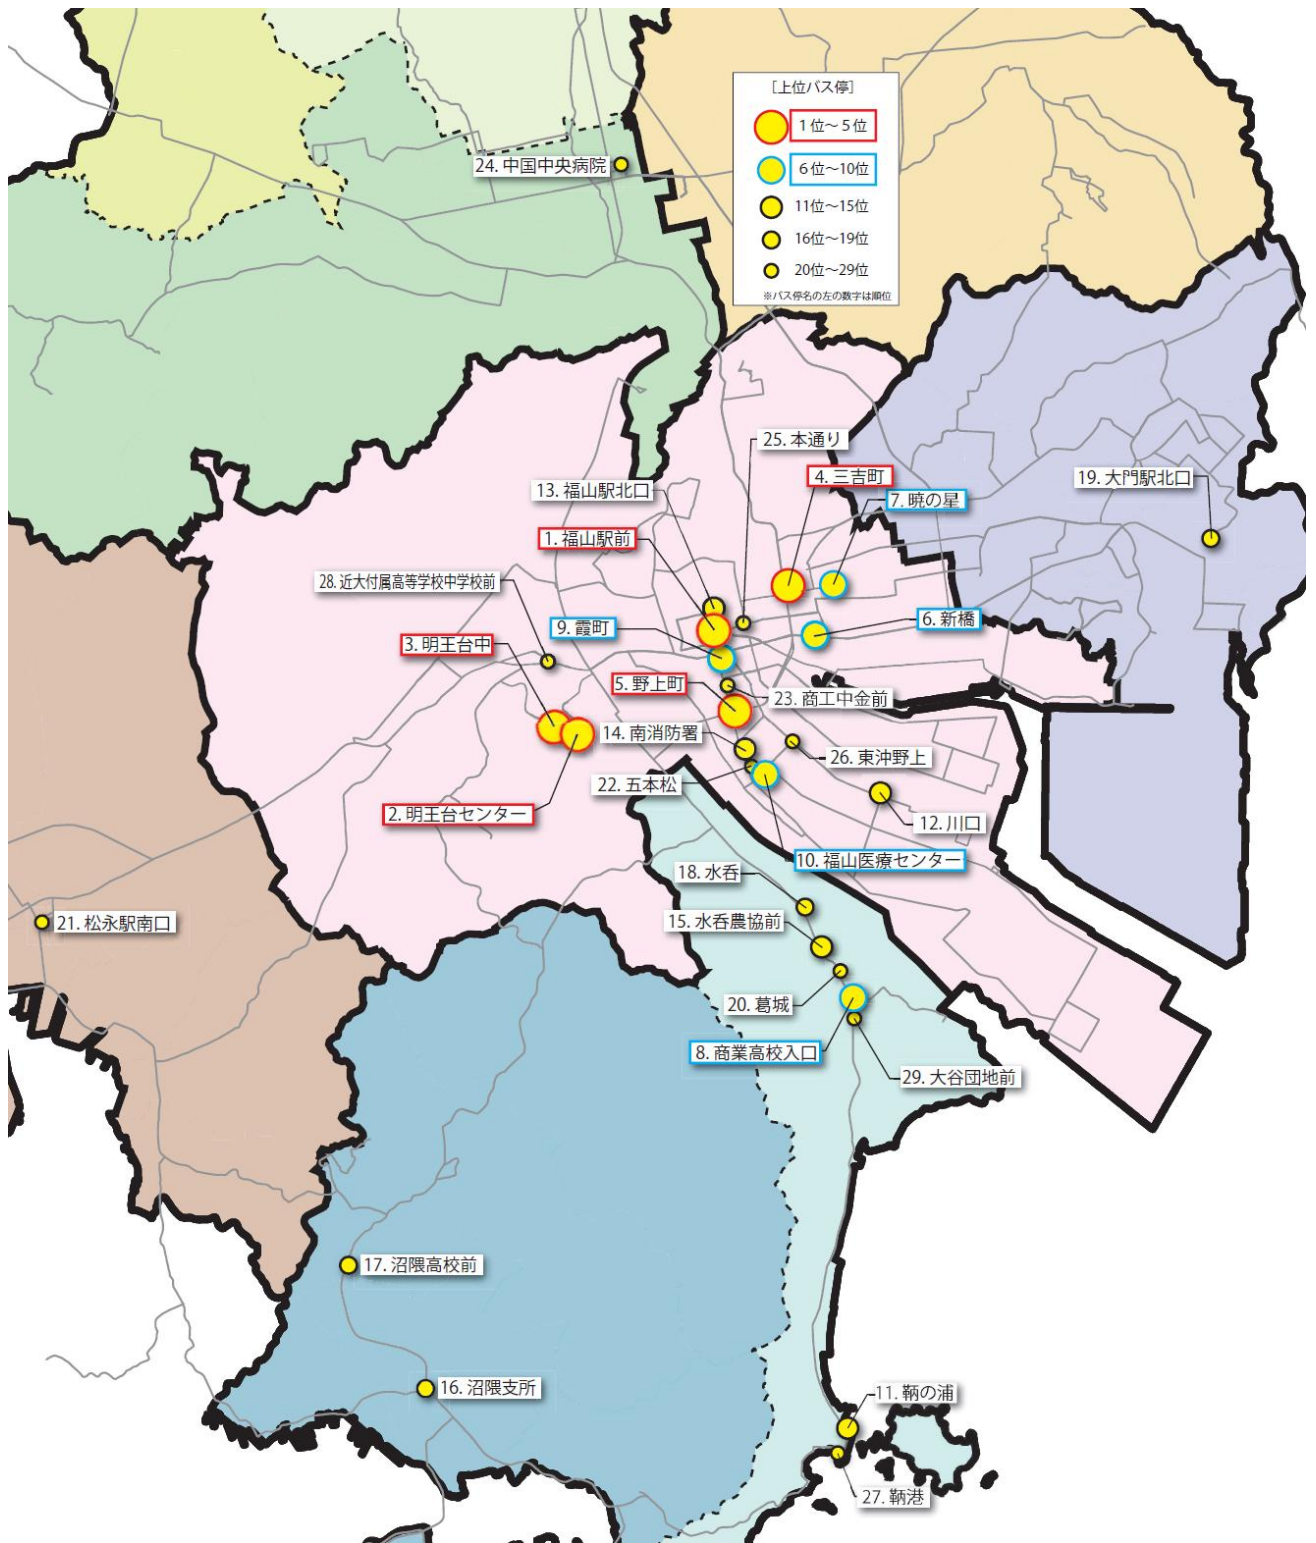 ［上位バス停］
1位～5位
6位～10位
11位～15位
16位～19位
20位～29位
※バス停名の左の数字は順位
24. 中国中央病院
25. 本通り
4. 三吉町
19. 大門駅北口
13. 福山駅北口
7. 暁の星
1. 福山駅前
28. 近大付属高等学校中学校前
9. 霞町
6. 新橋
3. 明王台中
5. 野上町
23. 商工中金前
14. 南消防署
26. 東沖野上
22. 五本松
2. 明王台センター
12. 川口
10. 福山医療センター
18. 水呑
21. 松永駅南口
15. 水呑農協前
20. 葛城
8. 商業高校入口
29. 大谷団地前
17. 沼隈高校前
16. 沼隈支所
11. 鞆の浦
27. 鞆港